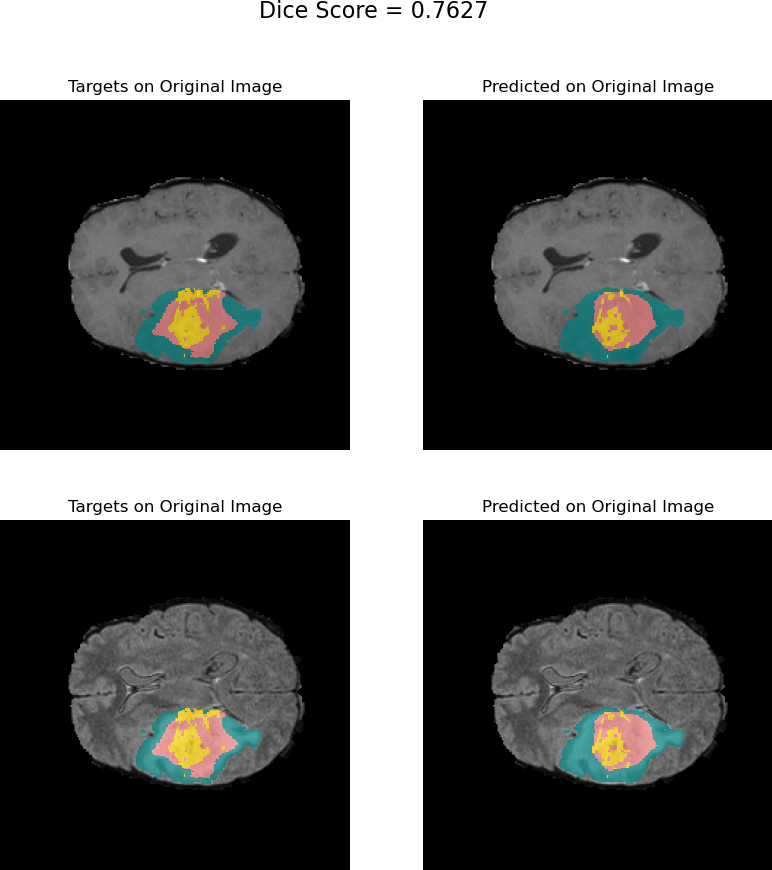 Dice Score = 0.7627
Targets on Original Image
Predicted on Original Image
Targets on Original Image
Predicted on Original Image